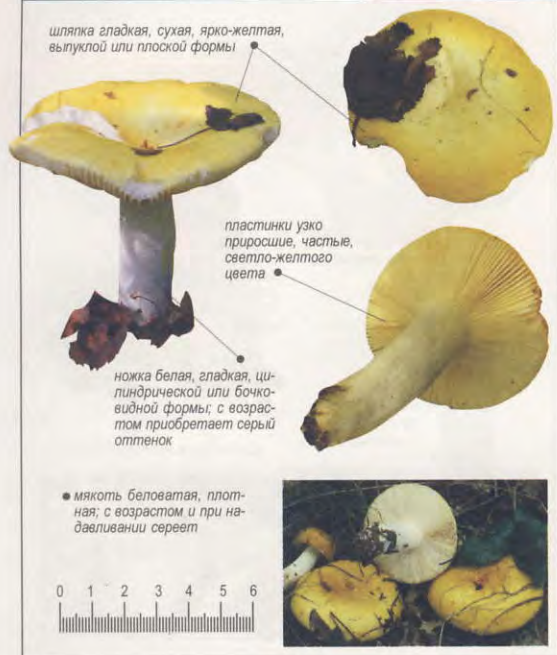 шляпка гладкая, сухая, ярко-желтая,
выпуклой или плоской формы
пластинки узко
приросшие, частые,
светло-желтого
цвета
ножка белая, гладкая, ци-
линдрической или бочко-
видной формы; с возрас-
том приобретает серый
оттенок
мякоть беловатая, плот-
ная; с возрастом и при на-
давливании сереет
0 1 2 3 4 5 6